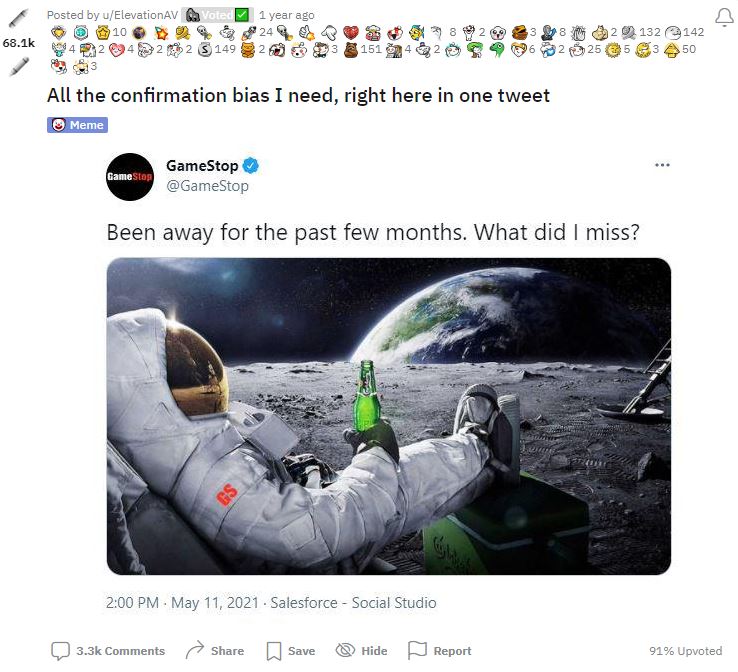 Posted by u/ElevationAV Voted 1 year ago
10 24 8 2 3 8 2 132 142
68.1k
4 2 4 2 2 149 2 3 151 4 2 6 2 25 5 3 50
3
All the confirmation bias I need, right here in one tweet
Meme
GameStop
GameStop
@GameStop
Been away for the past few months. What did I miss?
GS
2:00 PM · May 11, 2021 · Salesforce - Social Studio
3.3k Comments Share Save Hide Report 91% Upvoted